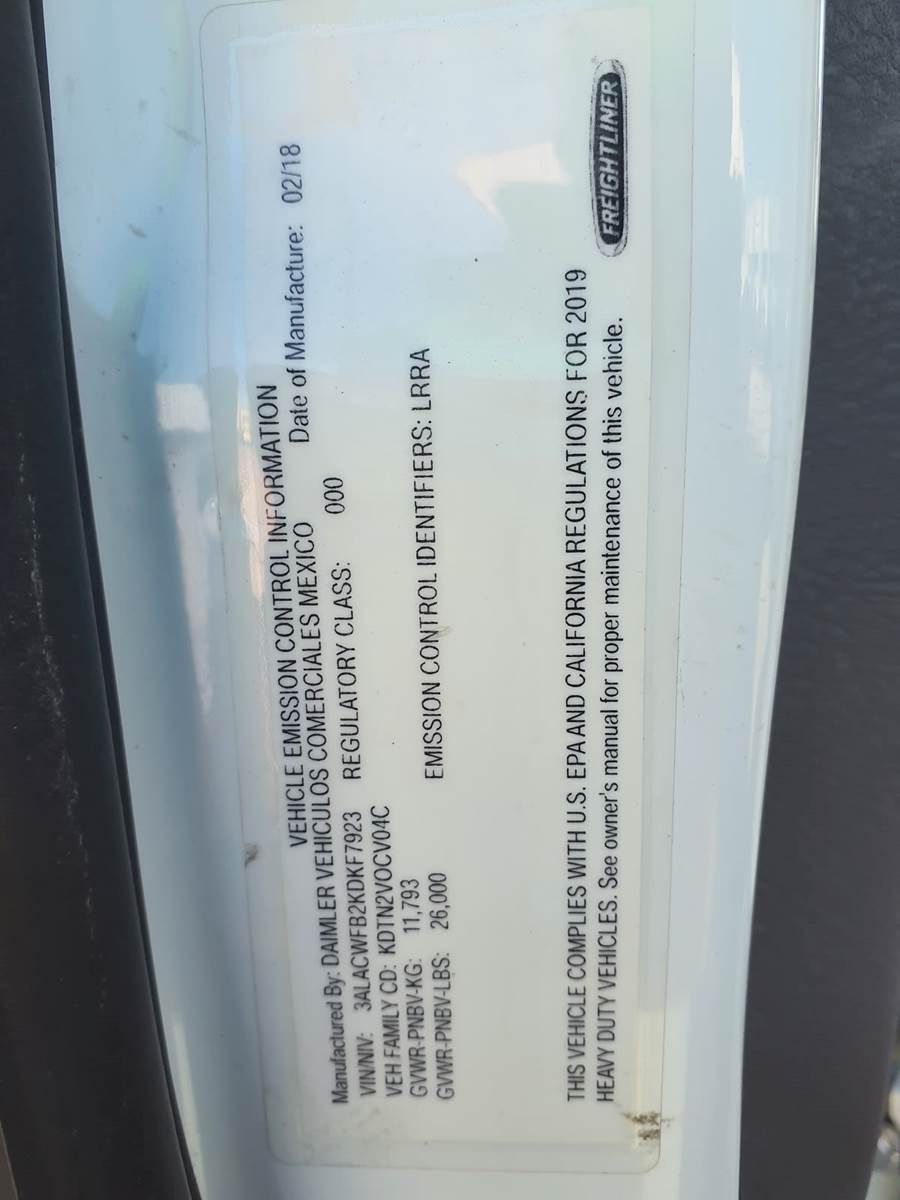 VEHICLE EMISSION CONTROL INFORMATION
Manufactured By: DAIMLER VEHICULOS COMERCIALES MEXICO Date of Manufacture: 02/18
VIN/NIV: 3ALACWFB2KDKF7923 REGULATORY CLASS: 000
VEH FAMILY CD: KDTN2VOCV04C
GVWR-PNBV-KG: 11,793
GVWR-PNBV-LBS: 26,000 EMISSION CONTROL IDENTIFIERS: LRRA
THIS VEHICLE COMPLIES WITH U.S. EPA AND CALIFORNIA REGULATIONS FOR 2019
HEAVY DUTY VEHICLES. See owner's manual for proper maintenance of this vehicle.
FREIGHTLINER